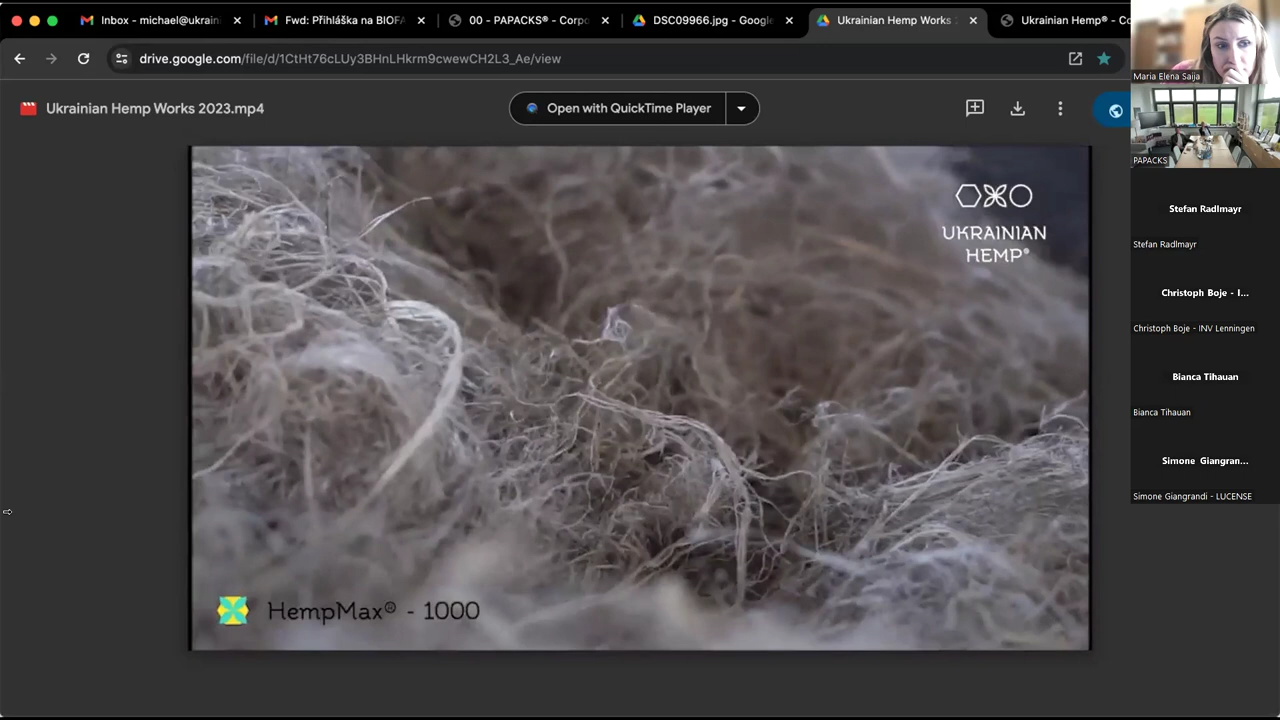 Inbox - michael@ukrain
Fwd: Přihláška na BIOFA
00 - PAPACKS® - Corpo
DSC09966.jpg - Google
Ukrainian Hemp Works 2
Ukrainian Hemp® - Co
drive.google.com/file/d/1CtHt76cLUy3BHnLHkrm9cwewCH2L3_Ae/view
Ukrainian Hemp Works 2023.mp4
Open with QuickTime Player
UKRAINIAN
HEMP®
HempMax® - 1000
Maria Elena Saija
PAPACKS
Stefan Radlmayr
Stefan Radlmayr
Christoph Boje - I...
Christoph Boje - INV Lenningen
Bianca Tihauan
Bianca Tihauan
Simone Giangran...
Simone Giangrandi - LUCENSE